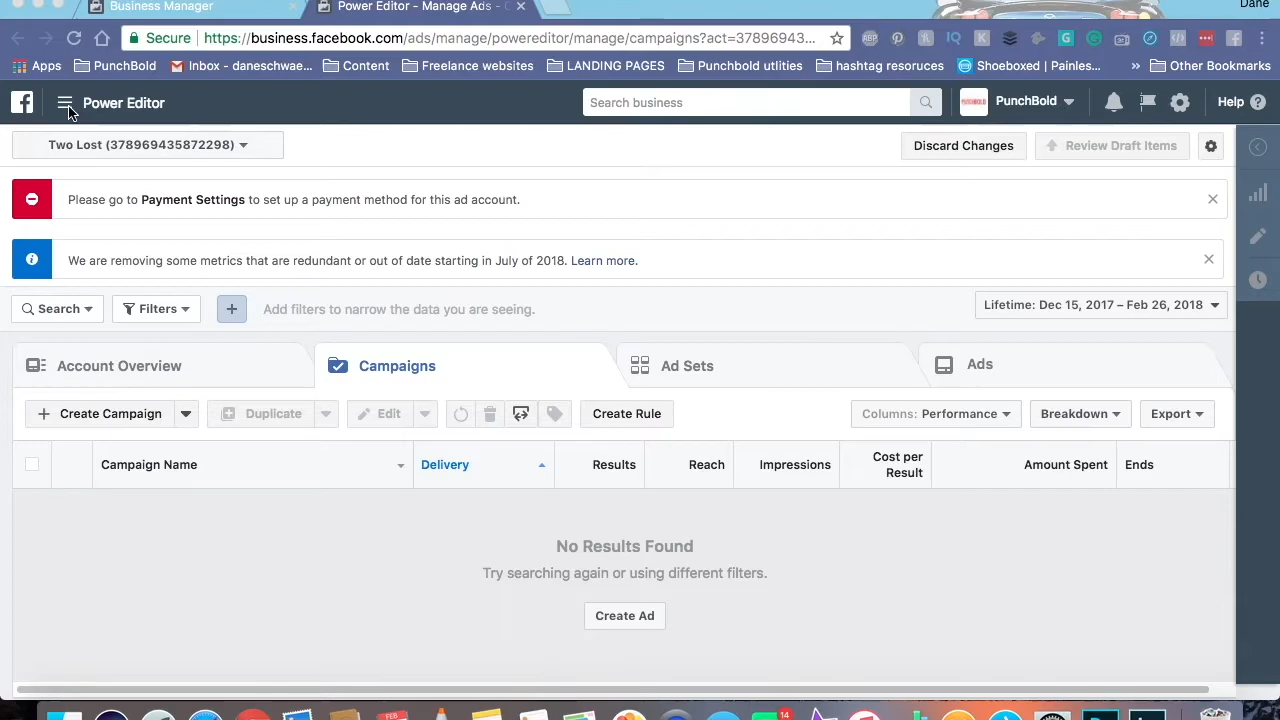 Business Manager
Power Editor - Manage Ads -
Dane
Secure https://business.facebook.com/ads/manage/powereditor/manage/campaigns?act=37896943...
Apps PunchBold Inbox - daneschwae... Content Freelance websites LANDING PAGES Punchbold utlities hashtag resoruces Shoeboxed | Painles... » Other Bookmarks
Power Editor
Search business
PunchBold
Help
Two Lost (378969435872298)
Discard Changes
Review Draft Items
Please go to Payment Settings to set up a payment method for this ad account.
We are removing some metrics that are redundant or out of date starting in July of 2018. Learn more.
Search
Filters
Add filters to narrow the data you are seeing.
Lifetime: Dec 15, 2017 – Feb 26, 2018
Account Overview
Campaigns
Ad Sets
Ads
Create Campaign
Duplicate
Edit
Create Rule
Columns: Performance
Breakdown
Export
Campaign Name
Delivery
Results
Reach
Impressions
Cost per
Result
Amount Spent
Ends
No Results Found
Try searching again or using different filters.
Create Ad
FEB
14